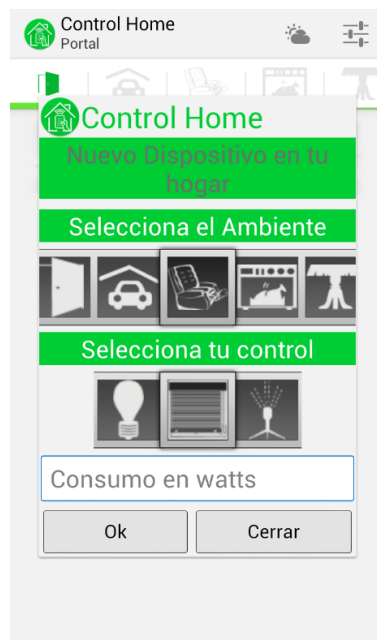 Control Home
Portal
Control Home
Nuevo Dispositivo en tu
hogar
Selecciona el Ambiente
Selecciona tu control
Consumo en watts
Ok
Cerrar